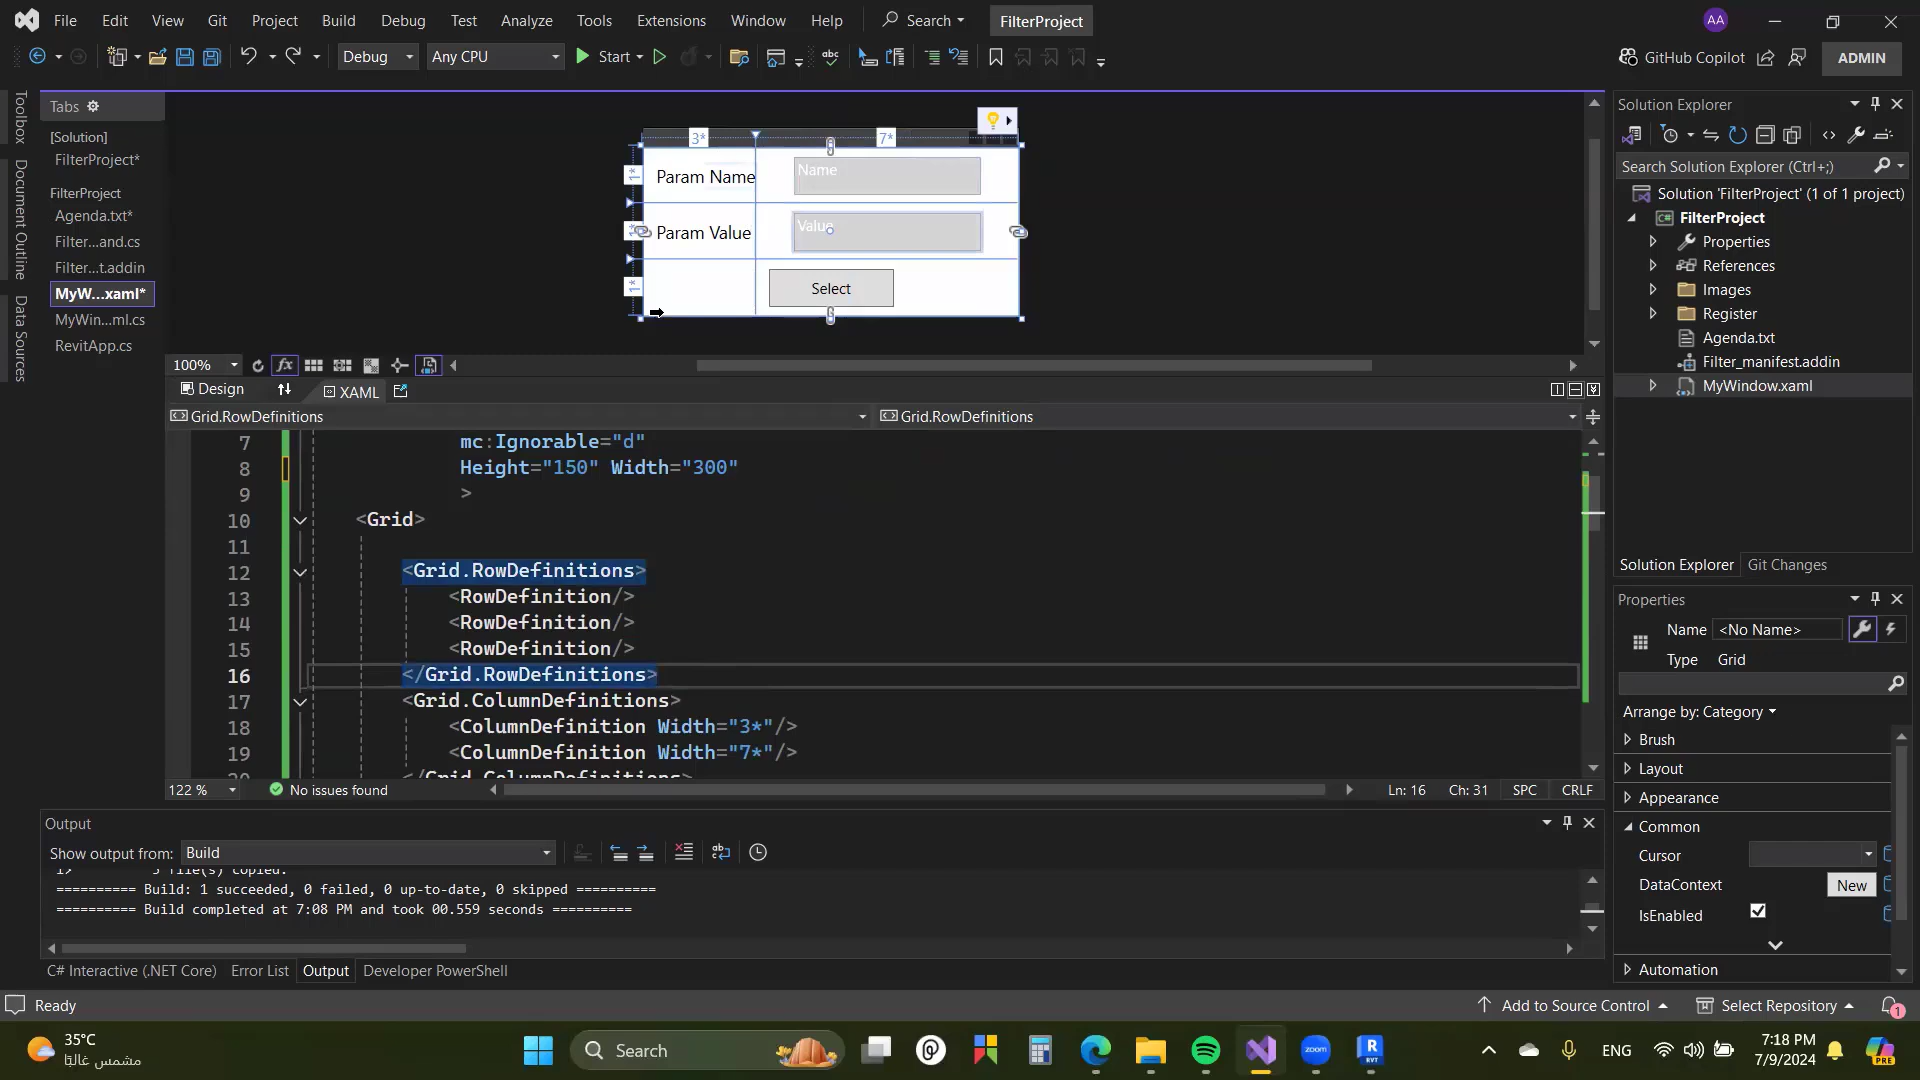 File Edit View Git Project Build Debug Test Analyze Tools Extensions Window Help Search FilterProject AA
Debug Any CPU Start GitHub Copilot ADMIN
Toolbox
Document Outline
Data Sources
Tabs
[Solution]
FilterProject*
FilterProject
Agenda.txt*
Filter...and.cs
Filter...t.addin
MyW...xaml*
MyWin...ml.cs
RevitApp.cs
3* 7*
1* Param Name Name
Param Value Value
1* Select
100% fx
Design XAML
Grid.RowDefinitions Grid.RowDefinitions
7 mc:Ignorable="d"
8 Height="150" Width="300"
9 >
10 <Grid>
11
12 <Grid.RowDefinitions>
13 <RowDefinition/>
14 <RowDefinition/>
15 <RowDefinition/>
16 </Grid.RowDefinitions>
17 <Grid.ColumnDefinitions>
18 <ColumnDefinition Width="3*"/>
19 <ColumnDefinition Width="7*"/>
20 </Grid.ColumnDefinitions>
122 % No issues found Ln: 16 Ch: 31 SPC CRLF
Output
Show output from: Build
========== Build: 1 succeeded, 0 failed, 0 up-to-date, 0 skipped ==========
========== Build completed at 7:08 PM and took 00.559 seconds ==========
C# Interactive (.NET Core) Error List Output Developer PowerShell
Solution Explorer
Search Solution Explorer (Ctrl+;)
Solution 'FilterProject' (1 of 1 project)
FilterProject
Properties
References
Images
Register
Agenda.txt
Filter_manifest.addin
MyWindow.xaml
Solution Explorer Git Changes
Properties
Name <No Name>
Type Grid
Arrange by: Category
Brush
Layout
Appearance
Common
Cursor
DataContext New
IsEnabled
Automation
Ready Add to Source Control Select Repository 1
35°C
مشمس غالبًا
Search zoom R RVT ENG 7:18 PM
7/9/2024 PRE